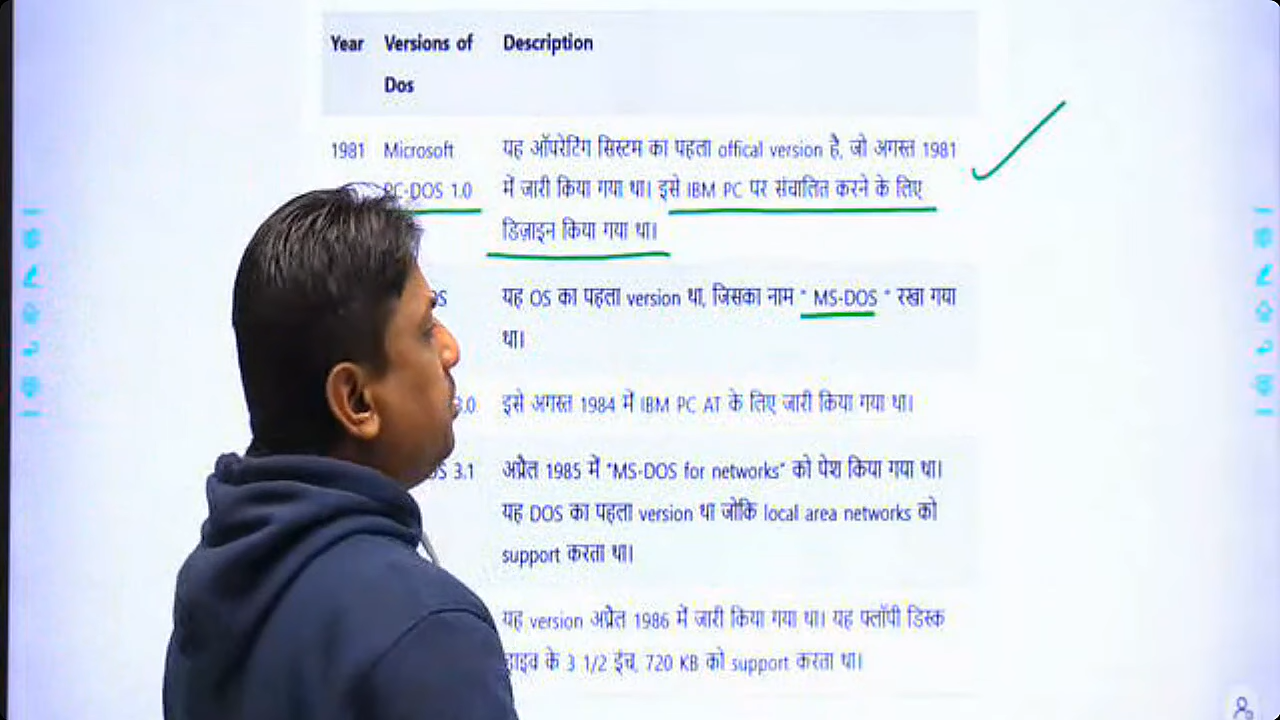 Year Versions of Description
Dos
1981 Microsoft यह ऑपरेटिंग सिस्टम का पहला offical version है, जो अगस्त 1981
PC-DOS 1.0 में जारी किया गया था। इसे IBM PC पर संचालित करने के लिए
डिज़ाइन किया गया था।
यह OS का पहला version था, जिसका नाम " MS-DOS " रखा गया
था।
इसे अगस्त 1984 में IBM PC AT के लिए जारी किया गया था।
3.1 अप्रैल 1985 में "MS-DOS for networks" को पेश किया गया था।
यह DOS का पहला version था जोकि local area networks को
support करता था।
यह version अप्रैल 1986 में जारी किया गया था। यह फ्लॉपी डिस्क
ड्राइव के 3 1/2 इंच, 720 KB को support करता था।